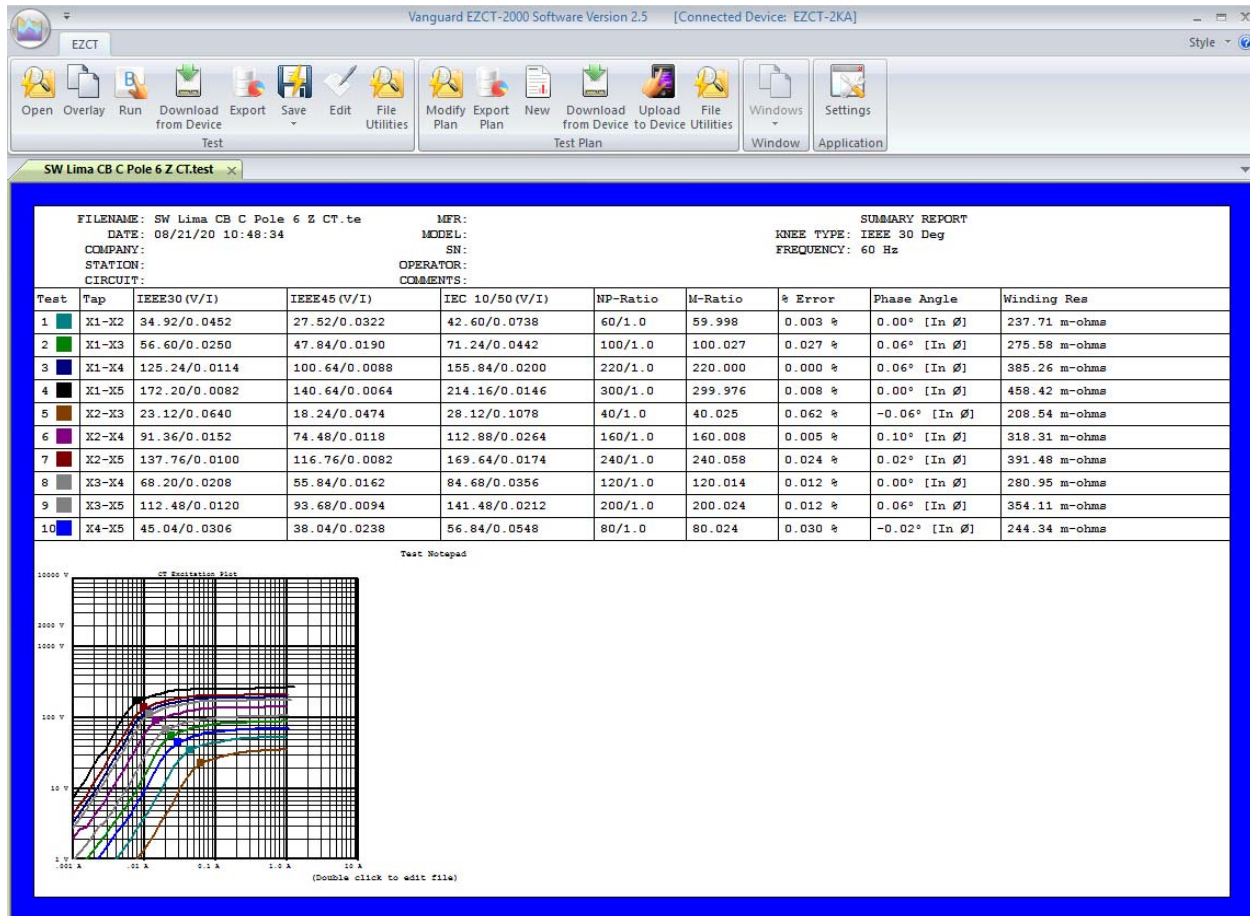 Vanguard EZCT-2000 Software Version 2.5 [Connected Device: EZCT-2KA]
EZCT
Style
Open Overlay Run Download from Device Export Save Edit File Utilities
Modify Plan Export Plan New Download from Device Upload to Device File Utilities
Windows
Settings
Test
Test Plan
Window
Application
SW Lima CB C Pole 6 Z CT.test
FILENAME: SW Lima CB C Pole 6 Z CT.te MFR: SUMMARY REPORT
DATE: 08/21/20 10:48:34 MODEL: KNEE TYPE: IEEE 30 Deg
COMPANY: SN: FREQUENCY: 60 Hz
STATION: OPERATOR:
CIRCUIT: COMMENTS:
Test Tap IEEE30(V/I) IEEE45(V/I) IEC 10/50(V/I) NP-Ratio M-Ratio % Error Phase Angle Winding Res
1 X1-X2 34.92/0.0452 27.52/0.0322 42.60/0.0738 60/1.0 59.998 0.003 % 0.00° [In Ø] 237.71 m-ohms
2 X1-X3 56.60/0.0250 47.84/0.0190 71.24/0.0442 100/1.0 100.027 0.027 % 0.06° [In Ø] 275.58 m-ohms
3 X1-X4 125.24/0.0114 100.64/0.0088 155.84/0.0200 220/1.0 220.000 0.000 % 0.06° [In Ø] 385.26 m-ohms
4 X1-X5 172.20/0.0082 140.64/0.0064 214.16/0.0146 300/1.0 299.976 0.008 % 0.00° [In Ø] 458.42 m-ohms
5 X2-X3 23.12/0.0640 18.24/0.0474 28.12/0.1078 40/1.0 40.025 0.062 % -0.06° [In Ø] 208.54 m-ohms
6 X2-X4 91.36/0.0152 74.48/0.0118 112.88/0.0264 160/1.0 160.008 0.005 % 0.10° [In Ø] 318.31 m-ohms
7 X2-X5 137.76/0.0100 116.76/0.0082 169.64/0.0174 240/1.0 240.058 0.024 % 0.02° [In Ø] 391.48 m-ohms
8 X3-X4 68.20/0.0208 55.84/0.0162 84.68/0.0356 120/1.0 120.014 0.012 % 0.00° [In Ø] 280.95 m-ohms
9 X3-X5 112.48/0.0120 93.68/0.0094 141.48/0.0212 200/1.0 200.024 0.012 % 0.06° [In Ø] 354.11 m-ohms
10 X4-X5 45.04/0.0306 38.04/0.0238 56.84/0.0548 80/1.0 80.024 0.030 % -0.02° [In Ø] 244.34 m-ohms
Test Notepad
CT Excitation Plot
10000 V
2000 V
1000 V
100 V
10 V
1 V
.001 A .01 A 0.1 A 1.0 A 10 A
(Double click to edit file)